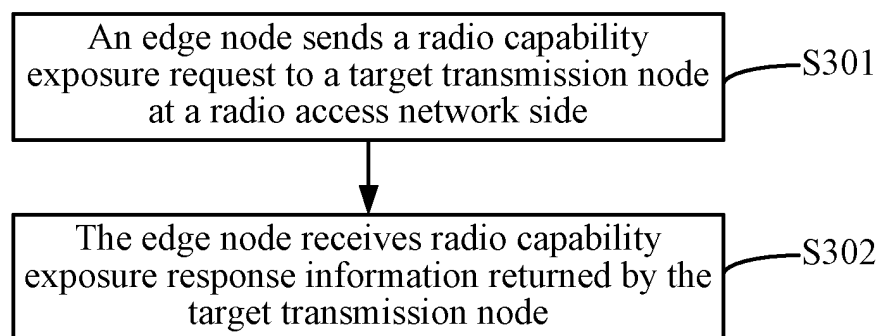 An edge node sends a radio capability
exposure request to a target transmission node
at a radio access network side
S301
The edge node receives radio capability
exposure response information returned by the
target transmission node
S302